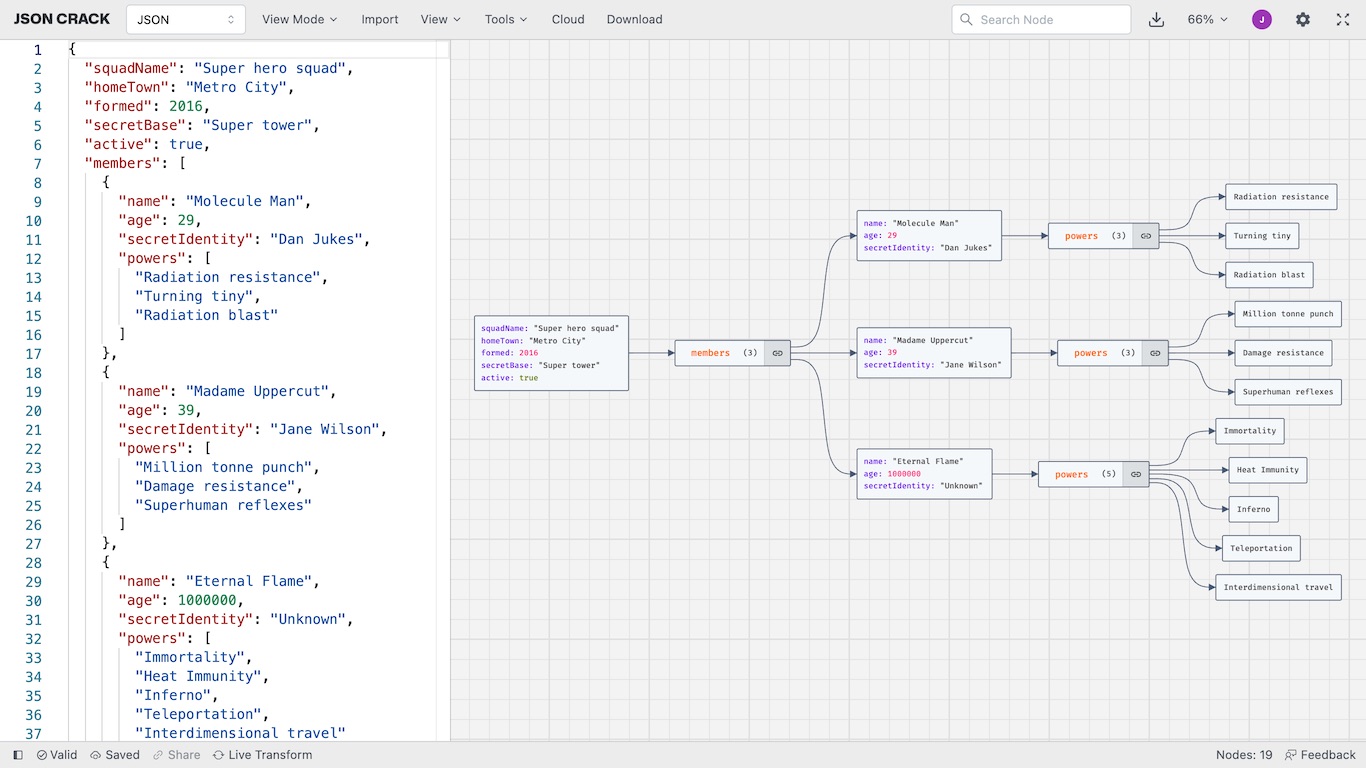 JSON CRACK JSON View Mode Import View Tools Cloud Download Search Node 66% J
1 {
2 "squadName": "Super hero squad",
3 "homeTown": "Metro City",
4 "formed": 2016,
5 "secretBase": "Super tower",
6 "active": true,
7 "members": [
8 {
9 "name": "Molecule Man",
10 "age": 29,
11 "secretIdentity": "Dan Jukes",
12 "powers": [
13 "Radiation resistance",
14 "Turning tiny",
15 "Radiation blast"
16 ]
17 },
18 {
19 "name": "Madame Uppercut",
20 "age": 39,
21 "secretIdentity": "Jane Wilson",
22 "powers": [
23 "Million tonne punch",
24 "Damage resistance",
25 "Superhuman reflexes"
26 ]
27 },
28 {
29 "name": "Eternal Flame",
30 "age": 1000000,
31 "secretIdentity": "Unknown",
32 "powers": [
33 "Immortality",
34 "Heat Immunity",
35 "Inferno",
36 "Teleportation",
37 "Interdimensional travel"
squadName: "Super hero squad"
homeTown: "Metro City"
formed: 2016
secretBase: "Super tower"
active: true
members (3)
name: "Molecule Man"
age: 29
secretIdentity: "Dan Jukes"
powers (3)
Radiation resistance
Turning tiny
Radiation blast
name: "Madame Uppercut"
age: 39
secretIdentity: "Jane Wilson"
powers (3)
Million tonne punch
Damage resistance
Superhuman reflexes
name: "Eternal Flame"
age: 1000000
secretIdentity: "Unknown"
powers (5)
Immortality
Heat Immunity
Inferno
Teleportation
Interdimensional travel
Valid Saved Share Live Transform Nodes: 19 Feedback